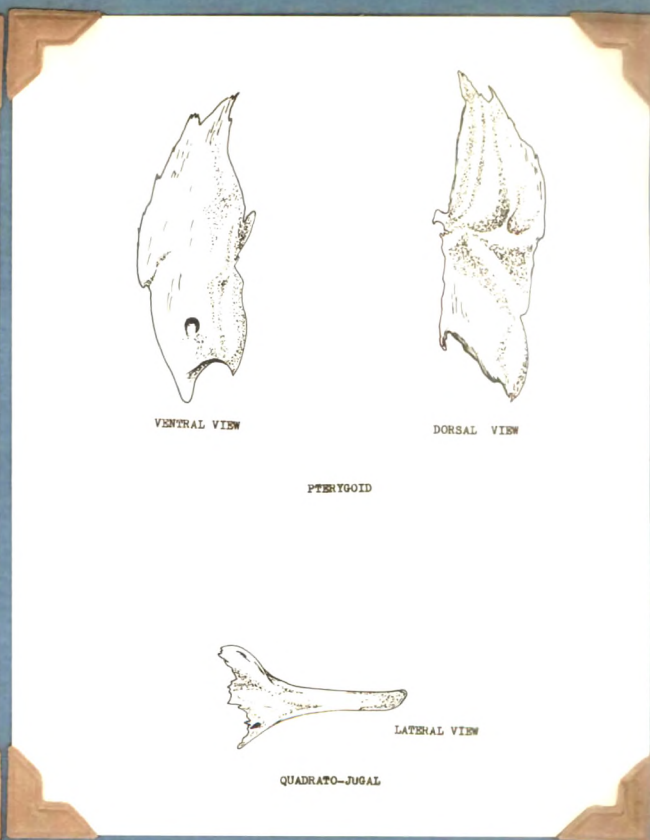 VENTRAL VIEW
DORSAL VIEW
PTERYGOID
LATERAL VIEW
QUADRATO-JUGAL